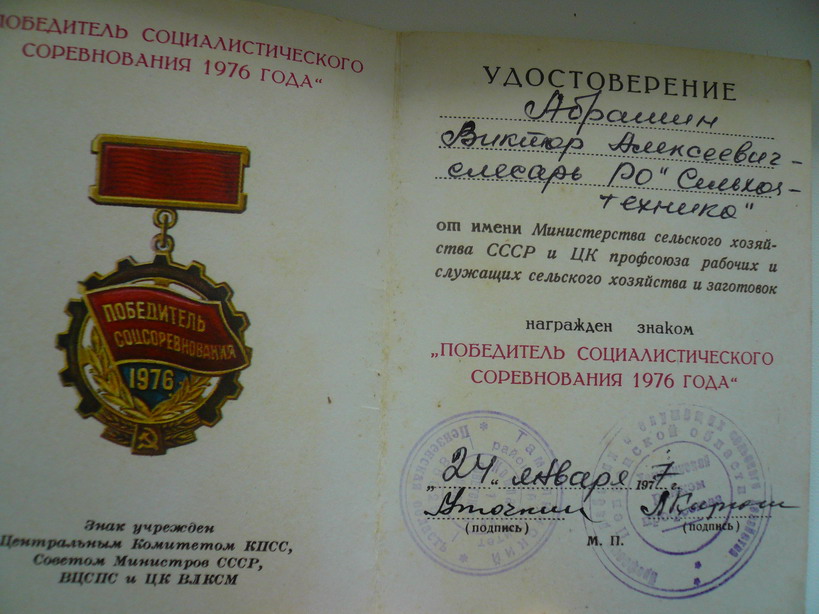 ПОБЕДИТЕЛЬ СОЦИАЛИСТИЧЕСКОГО
СОРЕВНОВАНИЯ 1976 ГОДА“
ПОБЕДИТЕЛЬ
СОЦСОРЕВНОВАНИЯ
1976
Знак учрежден
Центральным Комитетом КПСС,
Советом Министров СССР,
ВЦСПС и ЦК ВЛКСМ
УДОСТОВЕРЕНИЕ
Абрашин
Виктор Алексеевич -
слесарь РО "Сельхоз-
техника"
от имени Министерства сельского хозяй-
ства СССР и ЦК профсоюза рабочих и
служащих сельского хозяйства и заготовок
награжден знаком
„ПОБЕДИТЕЛЬ СОЦИАЛИСТИЧЕСКОГО
СОРЕВНОВАНИЯ 1976 ГОДА“
„24“ января 1977 г.
(подпись) (подпись)
М. П.